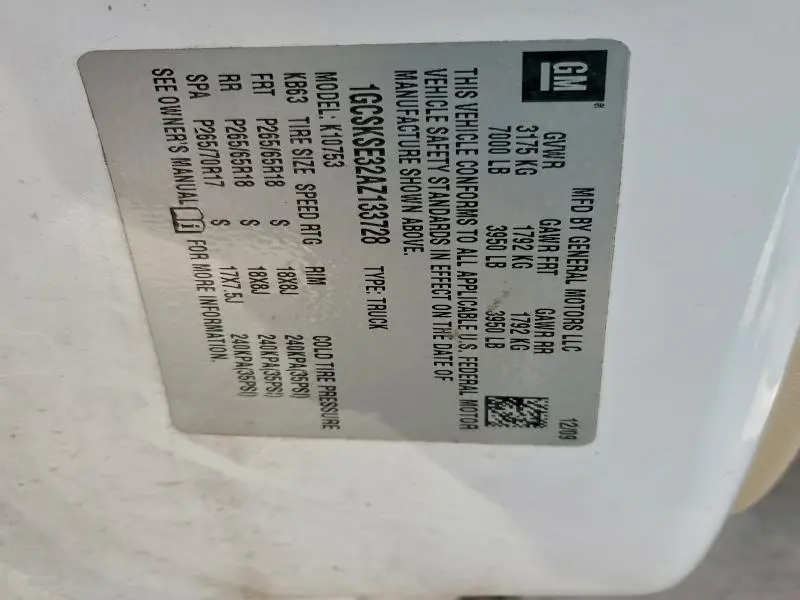 GM
MFD BY GENERAL MOTORS LLC 12/09
GVWR GAWR FRT GAWR RR
3175 KG 1792 KG 1792 KG
7000 LB 3950 LB 3950 LB
THIS VEHICLE CONFORMS TO ALL APPLICABLE U.S. FEDERAL MOTOR
VEHICLE SAFETY STANDARDS IN EFFECT ON THE DATE OF
MANUFACTURE SHOWN ABOVE.
1GCSKSE32AZ133728 TYPE: TRUCK
MODEL: K10753
KB63 TIRE SIZE SPEED RTG RIM COLD TIRE PRESSURE
FRT P265/65R18 S 18X8J 240KPA(35PSI)
RR P265/65R18 S 18X8J 240KPA(35PSI)
SPA P265/70R17 S 17X7.5J 240KPA(35PSI)
SEE OWNER'S MANUAL FOR MORE INFORMATION.